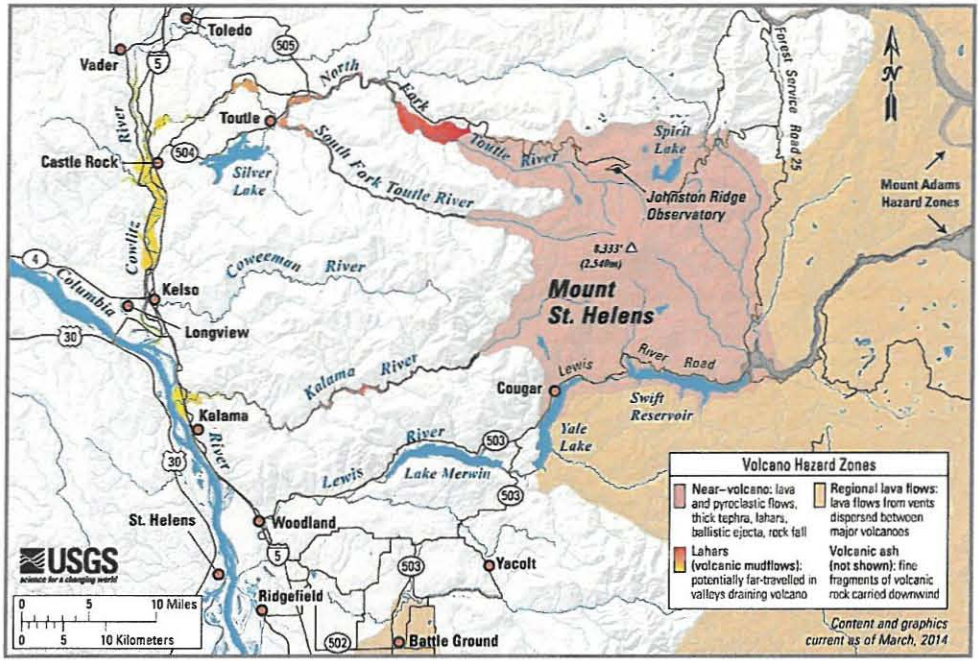 Toledo
505
Vader
5
North
Fork
Forest Service Road 25
N
River
Toutle
Toutle River
Spirit
Lake
504
Castle Rock
Silver
Lake
South Fork Toutle River
Johnston Ridge
Observatory
Mount Adams
Hazard Zones
Cowlitz
8,333'
(2,549m)
4
Columbia
Coweeman River
Kelso
Mount
St. Helens
Longview
30
Kalama River
Lewis River Road
Cougar
Swift
Reservoir
Kalama
River
River
503
Yale
Lake
30
Lewis
Lake Merwin
503
St. Helens
Woodland
5
503
Yacolt
Ridgefield
502
Battle Ground
Volcano Hazard Zones
Near-volcano: lava
and pyroclastic flows,
thick tephra, lahars,
ballistic ejecta, rock fall
Lahars
(volcanic mudflows):
potentially far-travelled in
valleys draining volcano
Regional lava flows:
lava flows from vents
dispersed between
major volcanoes
Volcanic ash
(not shown): fine
fragments of volcanic
rock carried downwind
USGS
science for a changing world
0 5 10 Miles
0 5 10 Kilometers
Content and graphics
current as of March, 2014